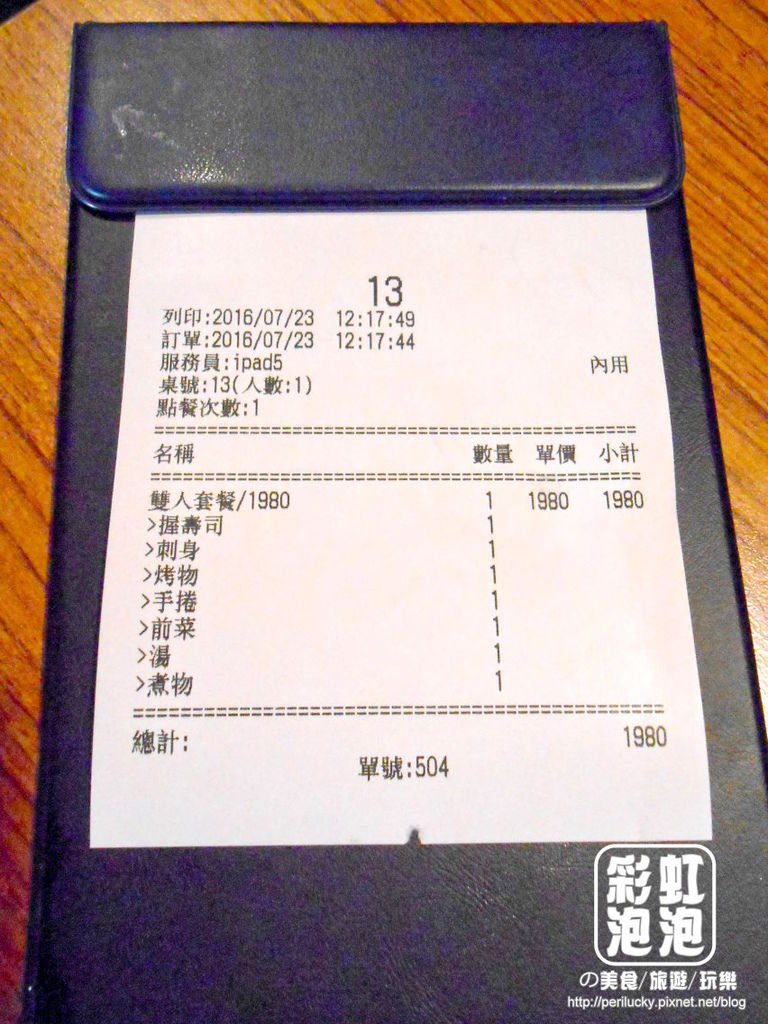 13
列印:2016/07/23 12:17:49
訂單:2016/07/23 12:17:44
服務員:ipad5 內用
桌號:13(人數:1)
點餐次數:1
==============================================
名稱 數量 單價 小計
==============================================
雙人套餐/1980 1 1980 1980
>握壽司 1
>刺身 1
>烤物 1
>手捲 1
>前菜 1
>湯 1
>煮物 1
==============================================
總計: 1980
單號:504
彩虹
泡泡
の美食/旅遊/玩樂
http://perilucky.pixnet.net/blog